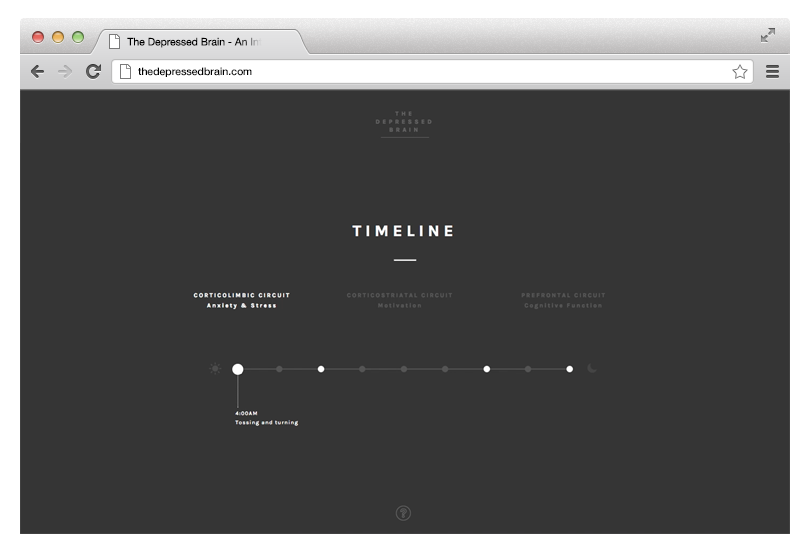 The Depressed Brain - An In
thedepressedbrain.com
THE
DEPRESSED
BRAIN
TIMELINE
CORTICOLIMBIC CIRCUIT
Anxiety & Stress
CORTICOSTRIATAL CIRCUIT
Motivation
PREFRONTAL CIRCUIT
Cognitive Function
4:00AM
Tossing and turning
?